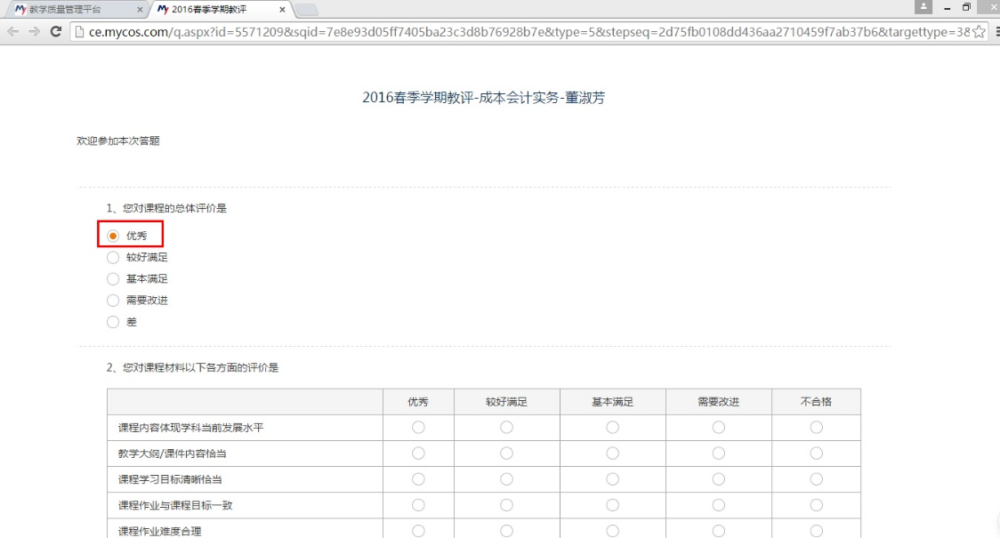 教学质量管理平台
2016春季学期教评
ce.mycos.com/q.aspx?id=5571209&sqid=7e8e93d05ff7405ba23c3d8b76928b7e&type=5&stepseq=2d75fb0108dd436aa2710459f7ab37b6&targettype=38
2016春季学期教评-成本会计实务-董淑芳
欢迎参加本次答题
1、您对课程的总体评价是
优秀
较好满足
基本满足
需要改进
差
2、您对课程材料以下各方面的评价是
优秀 较好满足 基本满足 需要改进 不合格
课程内容体现学科当前发展水平
教学大纲/课件内容恰当
课程学习目标清晰恰当
课程作业与课程目标一致
课程作业难度合理